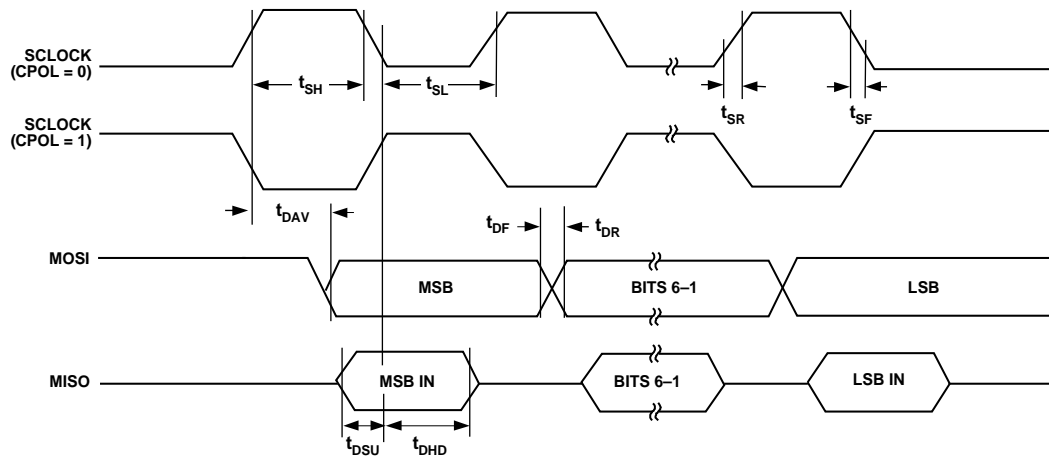 SCLOCK
(CPOL = 0)
tSH
tSL
tSR
tSF
SCLOCK
(CPOL = 1)
tDAV
tDF
tDR
MOSI
MSB
BITS 6–1
LSB
MISO
MSB IN
BITS 6–1
LSB IN
tDSU
tDHD